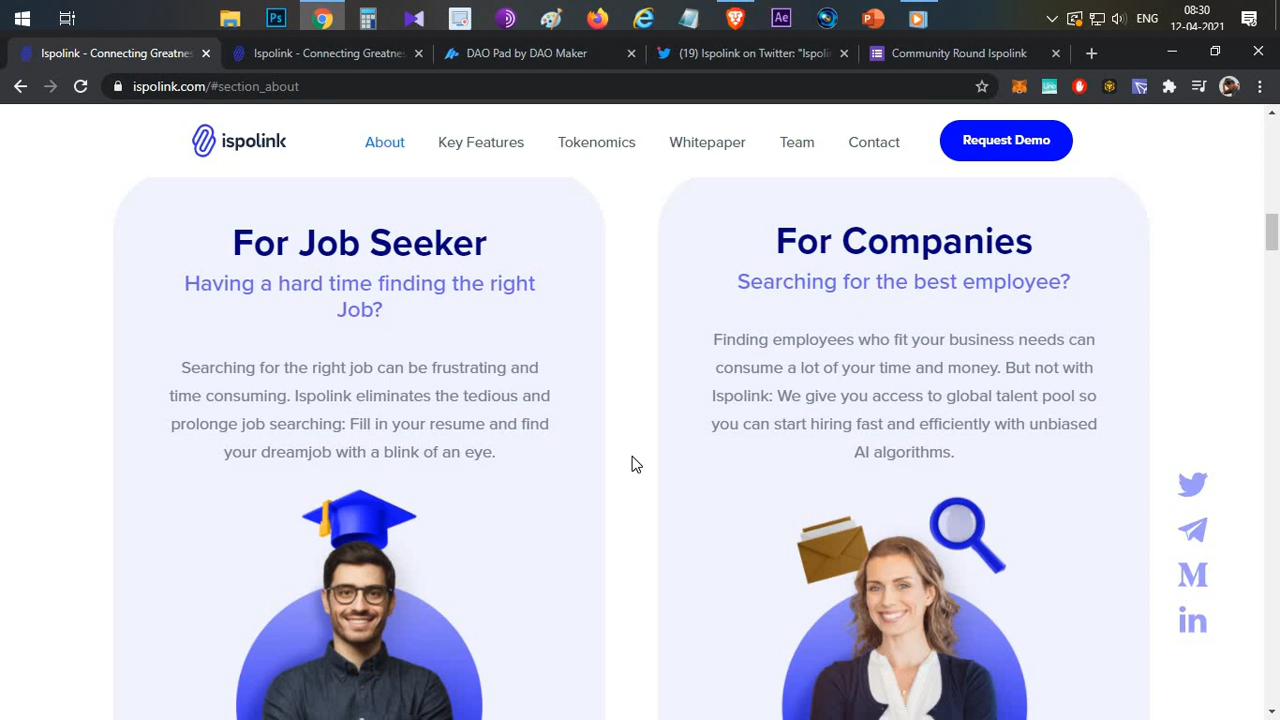 08:30
ENG
12-04-2021
Ispolink - Connecting Greatnes
Ispolink - Connecting Greatnes
DAO Pad by DAO Maker
(19) Ispolink on Twitter: "Ispoli
Community Round Ispolink
ispolink.com/#section_about
ispolink
About
Key Features
Tokenomics
Whitepaper
Team
Contact
Request Demo
For Job Seeker
Having a hard time finding the right
Job?
Searching for the right job can be frustrating and
time consuming. Ispolink eliminates the tedious and
prolonge job searching: Fill in your resume and find
your dreamjob with a blink of an eye.
For Companies
Searching for the best employee?
Finding employees who fit your business needs can
consume a lot of your time and money. But not with
Ispolink: We give you access to global talent pool so
you can start hiring fast and efficiently with unbiased
AI algorithms.